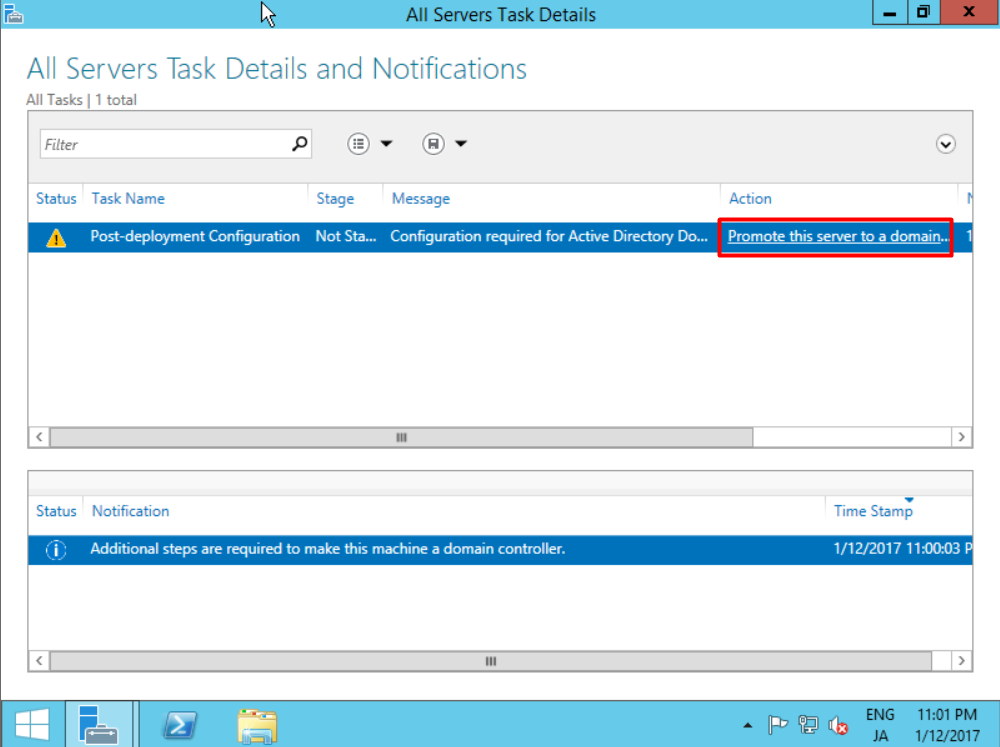 All Servers Task Details
All Servers Task Details and Notifications
All Tasks | 1 total
Filter
Status Task Name Stage Message Action
Post-deployment Configuration Not Sta... Configuration required for Active Directory Do... Promote this server to a domain... 1
Status Notification Time Stamp
Additional steps are required to make this machine a domain controller. 1/12/2017 11:00:03 P
ENG 11:01 PM
JA 1/12/2017